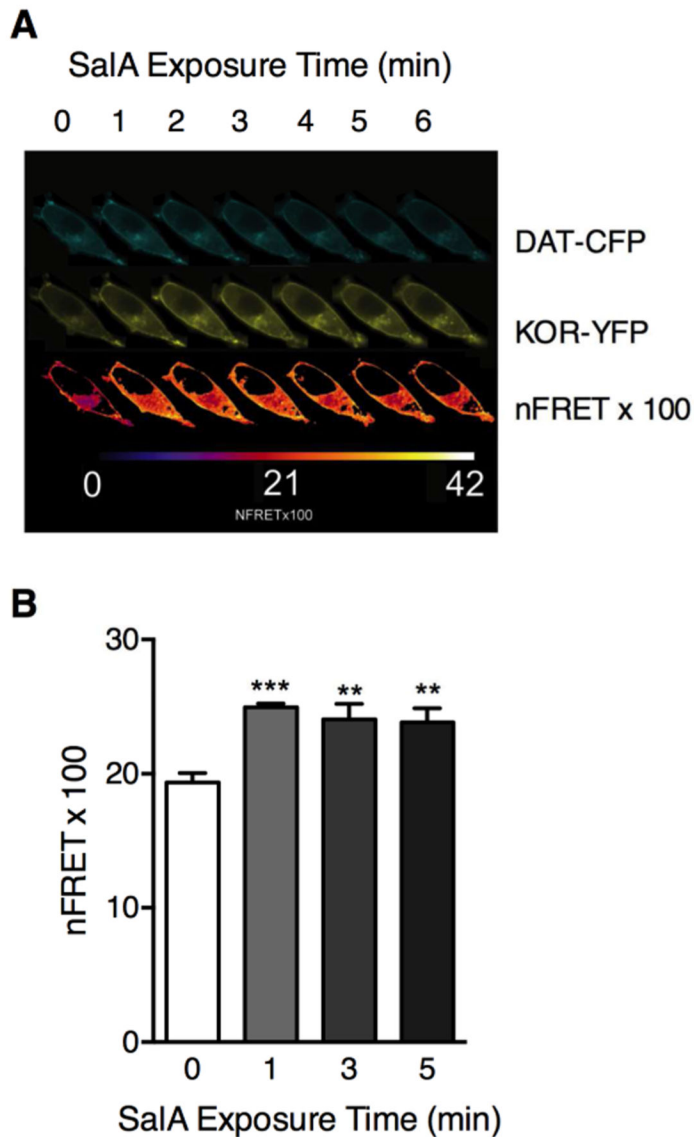 A
SalA Exposure Time (min)
0 1 2 3 4 5 6
DAT-CFP
KOR-YFP
nFRET x 100
0 21 42
NFRETx100
B
30
20
10
0
nFRET x 100
*** ** **
0 1 3 5
SalA Exposure Time (min)